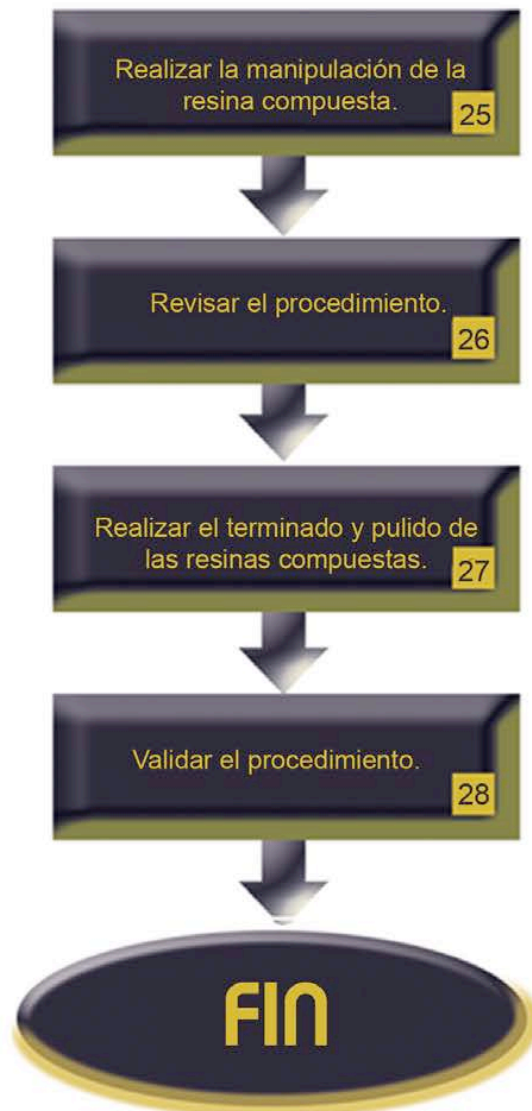 Realizar la manipulación de la
resina compuesta.
25
Revisar el procedimiento.
26
Realizar el terminado y pulido de
las resinas compuestas.
27
Validar el procedimiento.
28
FIN